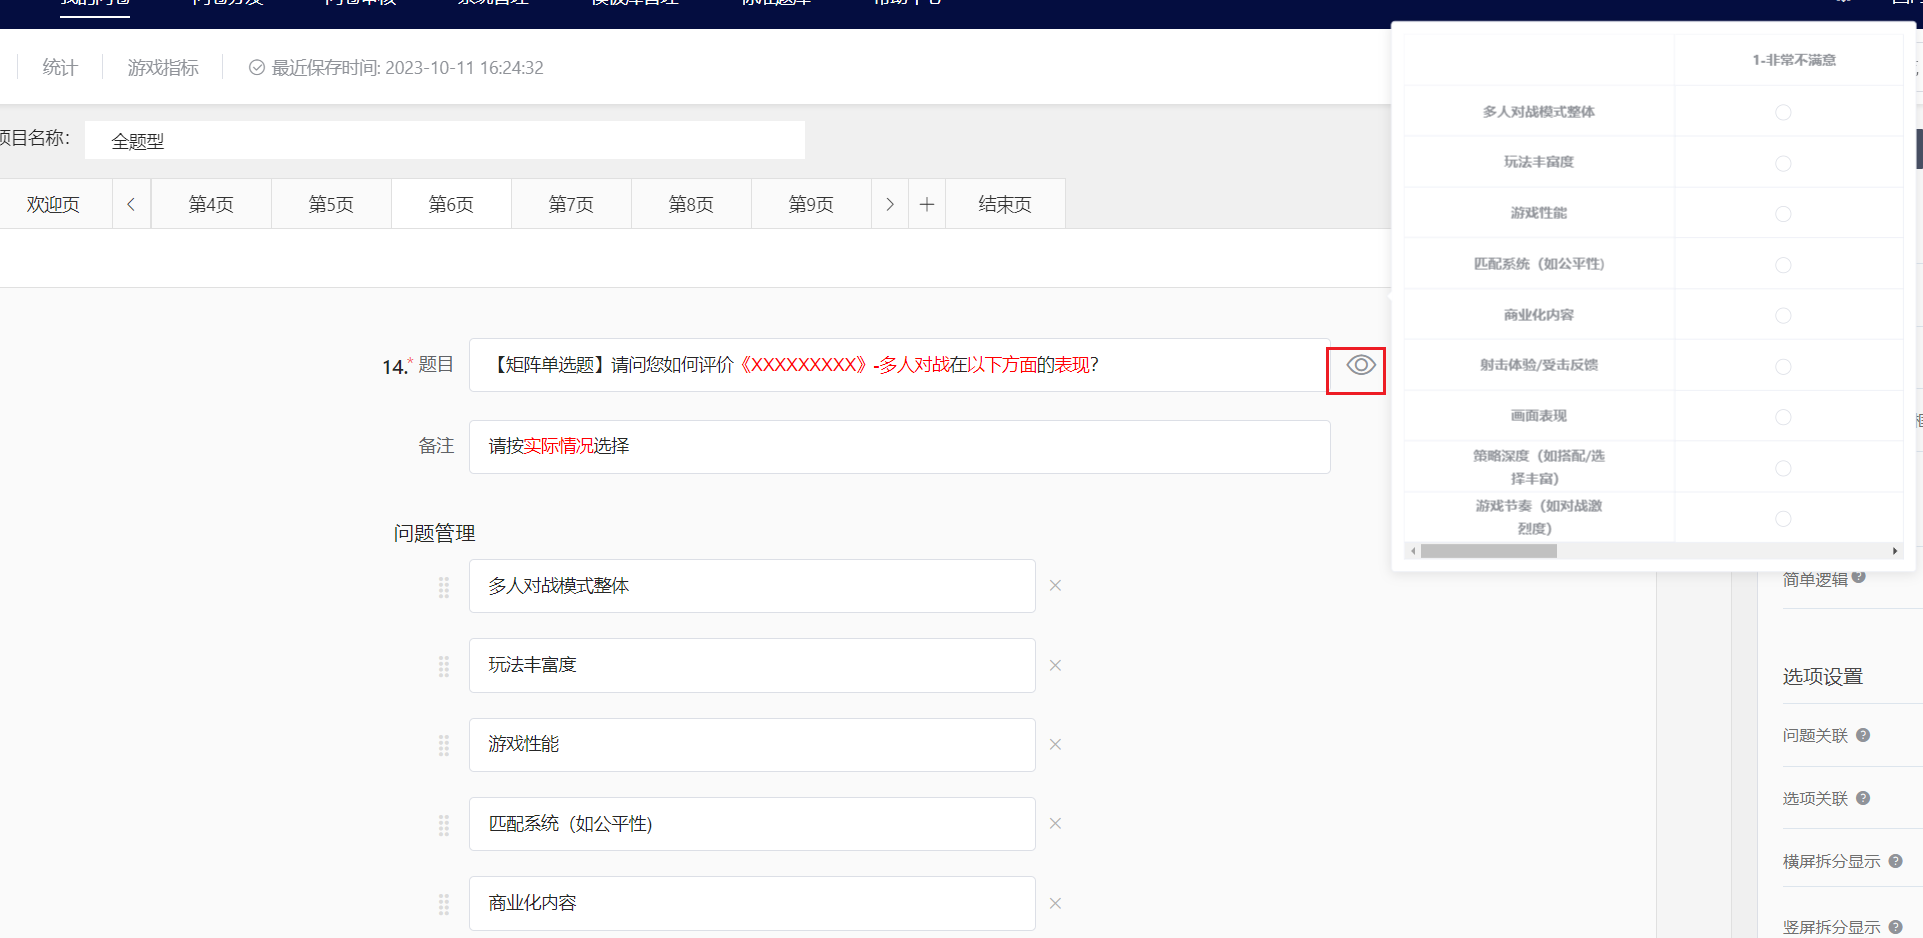 统计 游戏指标 最近保存时间: 2023-10-11 16:24:32
项目名称: 全题型
欢迎页 第4页 第5页 第6页 第7页 第8页 第9页 结束页
14.* 题目 【矩阵单选题】请问您如何评价《XXXXXXXXX》-多人对战在以下方面的表现?
备注 请按实际情况选择
问题管理
多人对战模式整体
玩法丰富度
游戏性能
匹配系统（如公平性)
商业化内容
1-非常不满意
多人对战模式整体
玩法丰富度
游戏性能
匹配系统（如公平性)
商业化内容
射击体验/受击反馈
画面表现
策略深度（如搭配/选
择丰富）
游戏节奏（如对战激
烈度）
简单逻辑
选项设置
问题关联
选项关联
横屏拆分显示
竖屏拆分显示